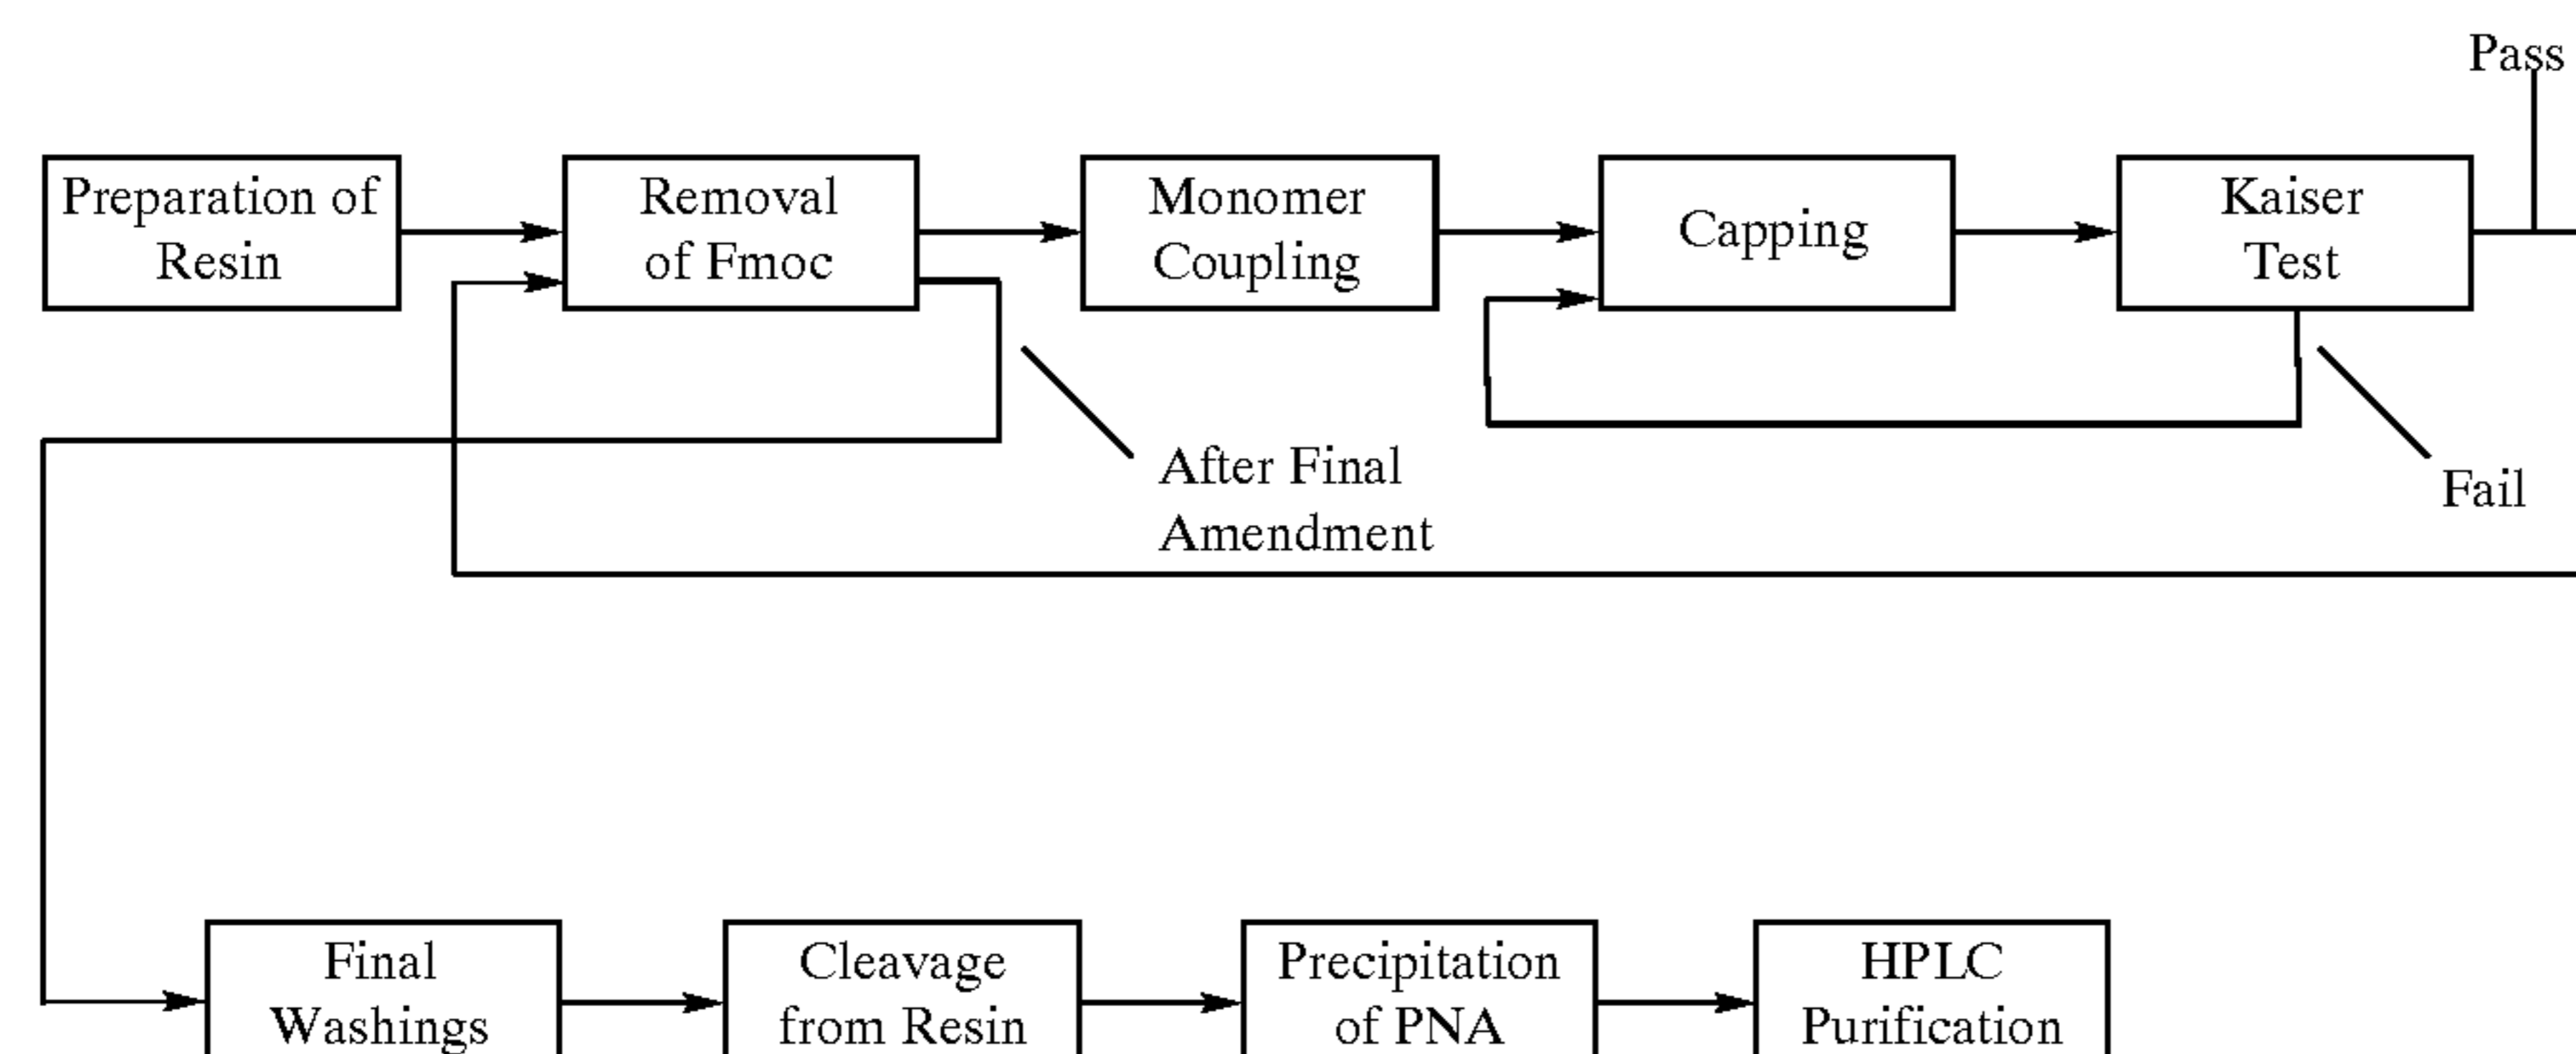 Pass
Preparation of
Resin
Removal
of Fmoc
Monomer
Coupling
Capping
Kaiser
Test
After Final
Amendment
Fail
Final
Washings
Cleavage
from Resin
Precipitation
of PNA
HPLC
Purification